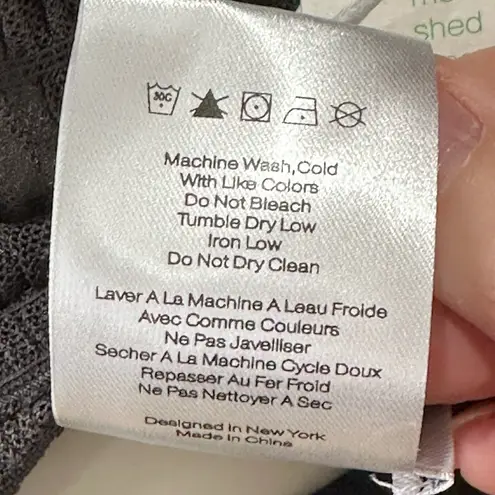 shed
30C
Machine Wash,Cold
With Like Colors
Do Not Bleach
Tumble Dry Low
Iron Low
Do Not Dry Clean
Laver A La Machine A Leau Froide
Avec Comme Couleurs
Ne Pas Javelliser
Secher A La Machine Cycle Doux
Repasser Au Fer Froid
Ne Pas Nettoyer A Sec
Designed in New York
Made in China